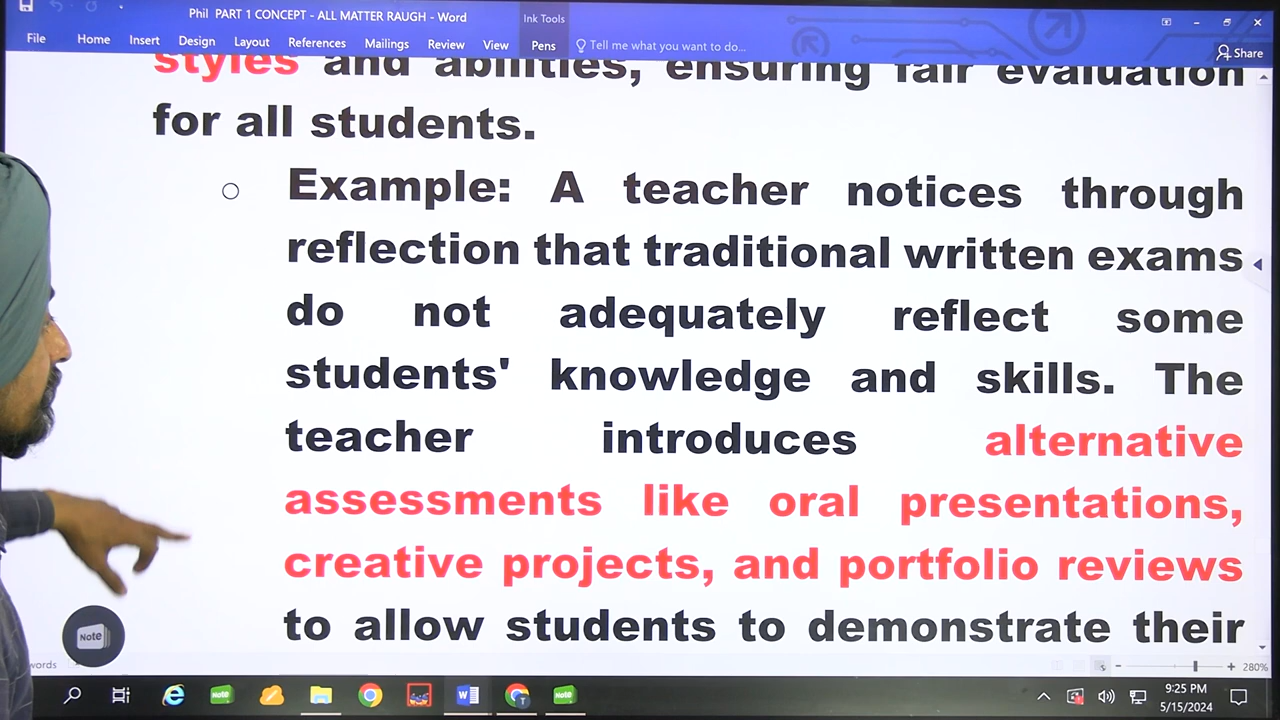 Phil PART 1 CONCEPT - ALL MATTER RAUGH - Word
Ink Tools
File Home Insert Design Layout References Mailings Review View Pens Tell me what you want to do... Share
styles and abilities, ensuring fair evaluation
for all students.
○ Example: A teacher notices through
reflection that traditional written exams
do not adequately reflect some
students' knowledge and skills. The
teacher introduces alternative
assessments like oral presentations,
creative projects, and portfolio reviews
to allow students to demonstrate their
Note
words
280%
Note
Note
9:25 PM
5/15/2024